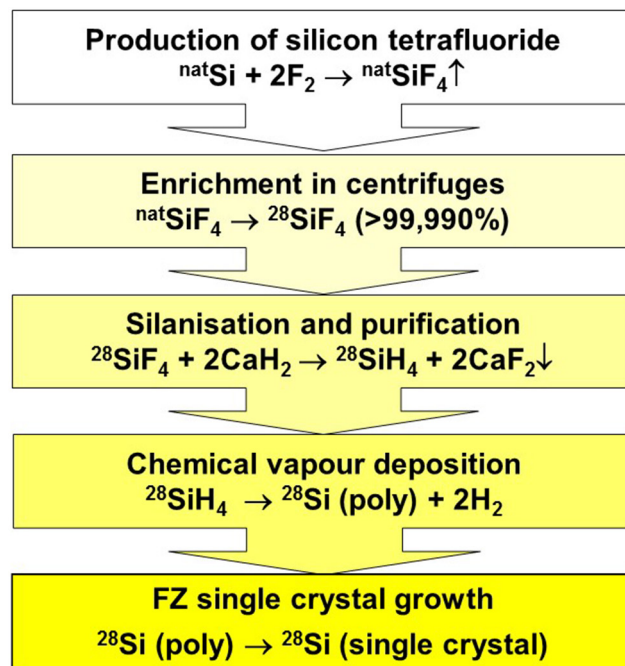 Production of silicon tetrafluoride
ⁿᵃᵗSi + 2F₂ → ⁿᵃᵗSiF₄↑
Enrichment in centrifuges
ⁿᵃᵗSiF₄ → ²⁸SiF₄ (>99,990%)
Silanisation and purification
²⁸SiF₄ + 2CaH₂ → ²⁸SiH₄ + 2CaF₂↓
Chemical vapour deposition
²⁸SiH₄ → ²⁸Si (poly) + 2H₂
FZ single crystal growth
²⁸Si (poly) → ²⁸Si (single crystal)